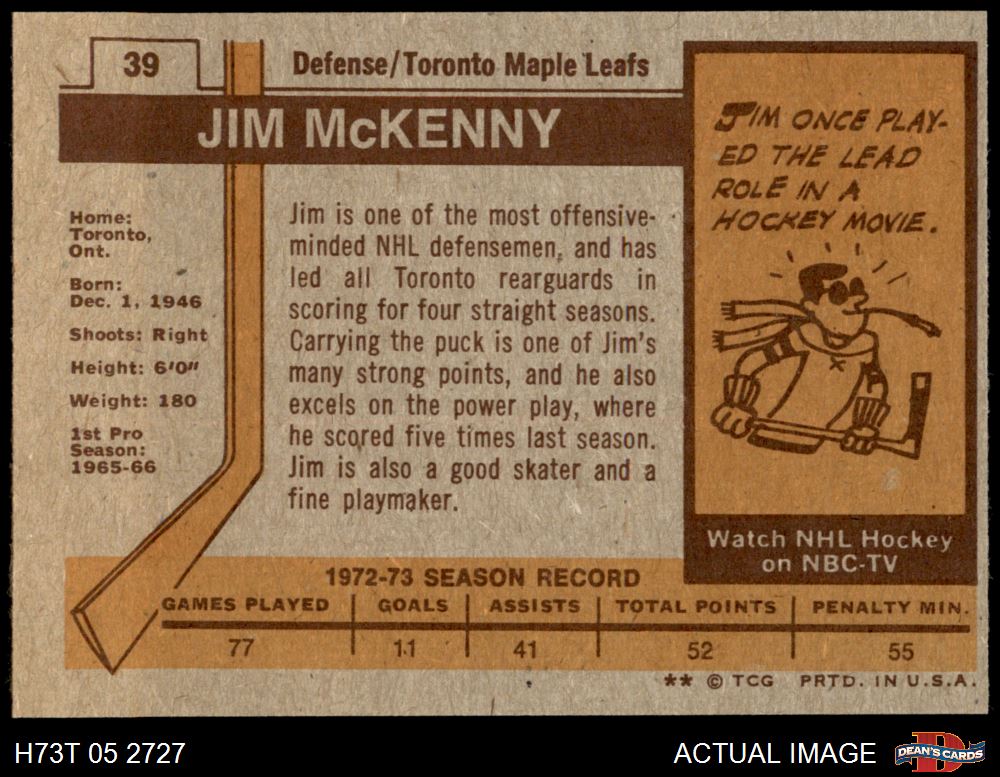 39
Defense/Toronto Maple Leafs
JIM McKENNY
Home:
Toronto,
Ont.
Born:
Dec. 1, 1946
Shoots: Right
Height: 6'0"
Weight: 180
1st Pro
Season:
1965-66
Jim is one of the most offensive-
minded NHL defensemen, and has
led all Toronto rearguards in
scoring for four straight seasons.
Carrying the puck is one of Jim's
many strong points, and he also
excels on the power play, where
he scored five times last season.
Jim is also a good skater and a
fine playmaker.
JIM ONCE PLAY-
ED THE LEAD
ROLE IN A
HOCKEY MOVIE.
Watch NHL Hockey
on NBC-TV
1972-73 SEASON RECORD
GAMES PLAYED GOALS ASSISTS TOTAL POINTS PENALTY MIN.
77 11 41 52 55
** © TCG PRTD. IN U.S.A.
H73T 05 2727 ACTUAL IMAGE D DEAN'S CARDS